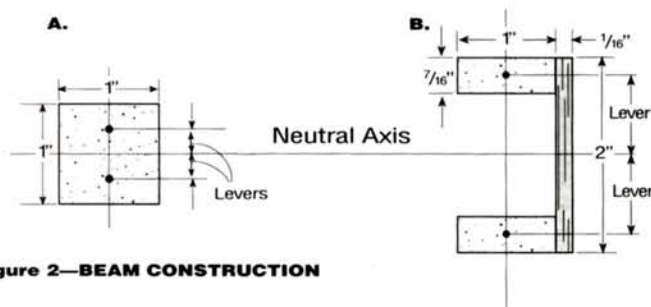 A.
B.
1"
1"
1/16"
7/16"
1"
Neutral Axis
Levers
2"
Lever
Lever
gure 2—BEAM CONSTRUCTION